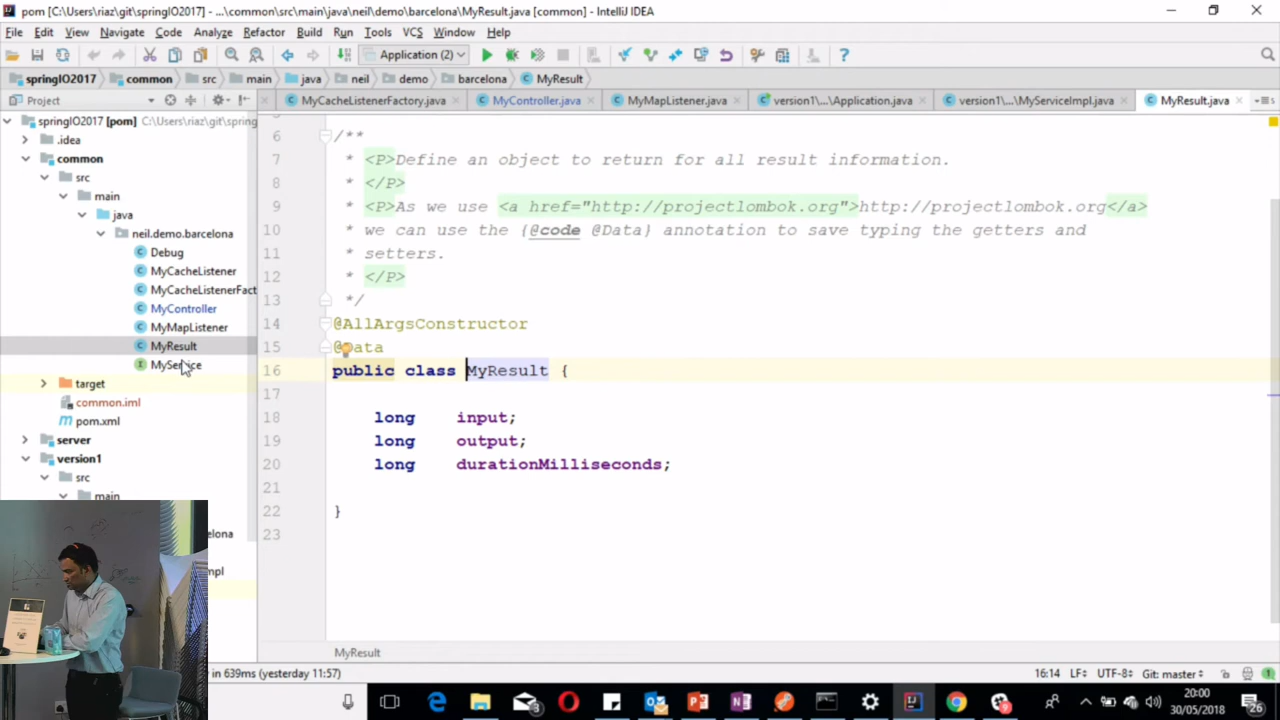 pom [C:\Users\riaz\git\springIO2017] - ...\common\src\main\java\neil\demo\barcelona\MyResult.java [common] - IntelliJ IDEA
File Edit View Navigate Code Analyze Refactor Build Run Tools VCS Window Help
Application (2)
springIO2017 common src main java neil demo barcelona MyResult
Project MyCacheListenerFactory.java MyController.java MyMapListener.java version1\...\Application.java version1\...\MyServiceImpl.java MyResult.java
springIO2017 [pom] C:\Users\riaz\git\spring
.idea
common
src
main
java
neil.demo.barcelona
Debug
MyCacheListener
MyCacheListenerFact
MyController
MyMapListener
MyResult
MyService
target
common.iml
pom.xml
server
version1
src
main
elona
mpl
6 /**
7 * <P>Define an object to return for all result information.
8 * </P>
9 * <P>As we use <a href="http://projectlombok.org">http://projectlombok.org</a>
10 * we can use the {@code @Data} annotation to save typing the getters and
11 * setters.
12 * </P>
13 */
14 @AllArgsConstructor
15 @Data
16 public class MyResult {
17
18 long input;
19 long output;
20 long durationMilliseconds;
21
22 }
23
MyResult
in 639ms (yesterday 11:57) 16:14 LF÷ UTF-8÷ Git: master÷ 1
20:00
30/05/2018
26